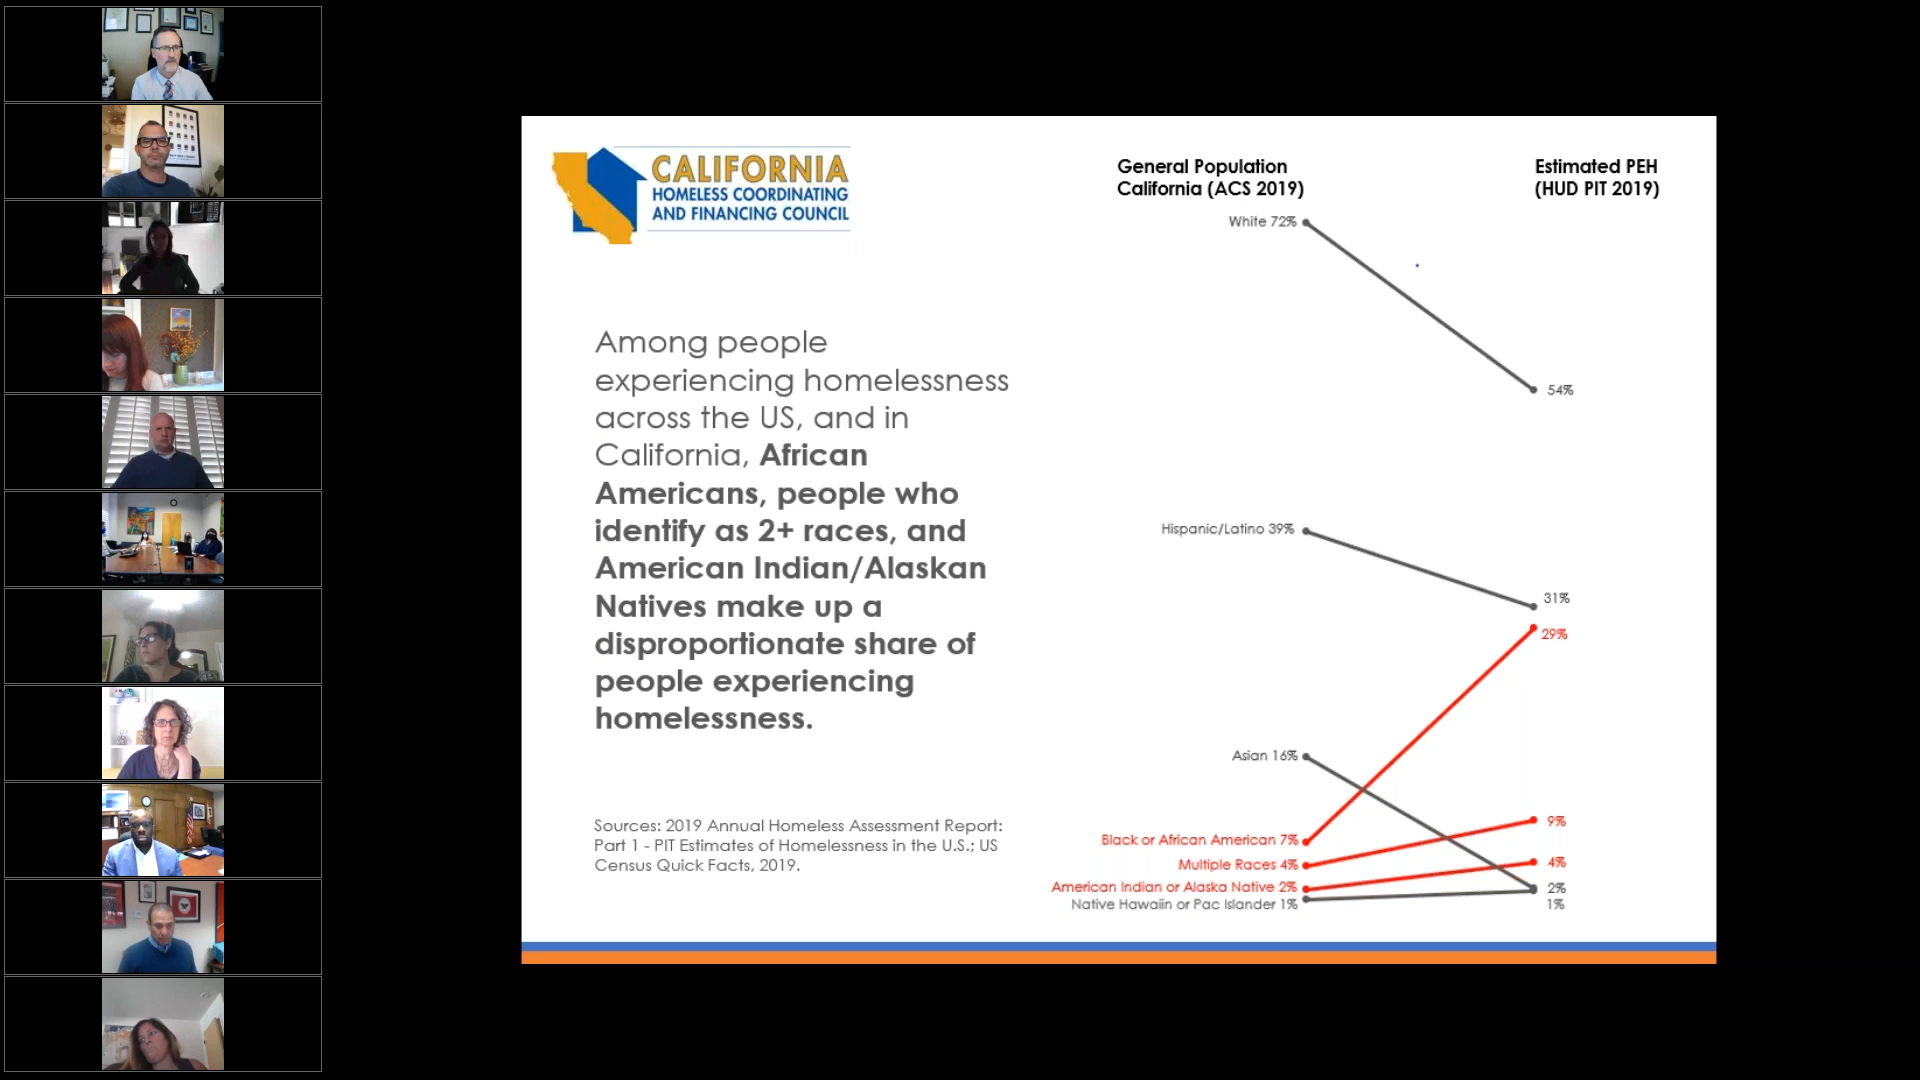 CALIFORNIA
HOMELESS COORDINATING
AND FINANCING COUNCIL
Among people
experiencing homelessness
across the US, and in
California, African
Americans, people who
identify as 2+ races, and
American Indian/Alaskan
Natives make up a
disproportionate share of
people experiencing
homelessness.
Sources: 2019 Annual Homeless Assessment Report:
Part 1 - PIT Estimates of Homelessness in the U.S.; US
Census Quick Facts, 2019.
General Population
California (ACS 2019)
Estimated PEH
(HUD PIT 2019)
White 72%
54%
Hispanic/Latino 39%
31%
29%
Asian 16%
Black or African American 7%
9%
Multiple Races 4%
4%
American Indian or Alaska Native 2%
2%
Native Hawaiin or Pac Islander 1%
1%